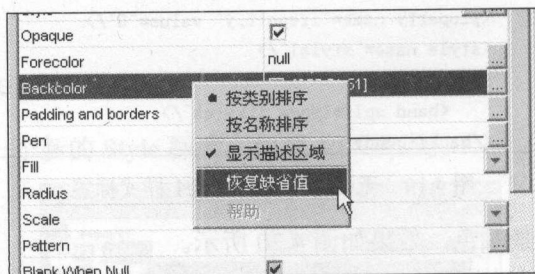 Opaque
Forecolor null ...
Backcolor 51] ...
按类别排序
Padding and borders ...
按名称排序
Pen ...
显示描述区域
Fill
恢复缺省值
Radius
帮助
Scale
Pattern ...
Blank When Null